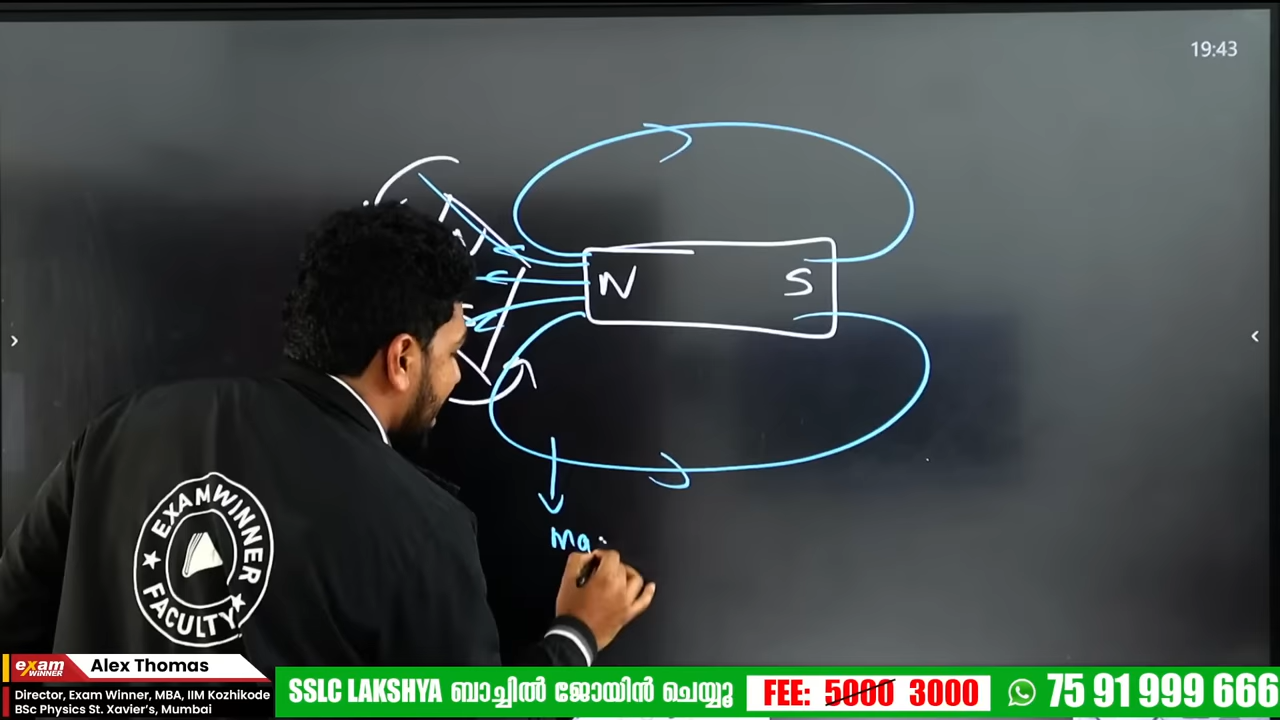 19:43
N S
Ma
EXAMWINNER
FACULTY
exam WINNER
Alex Thomas
Director, Exam Winner, MBA, IIM Kozhikode
BSc Physics St. Xavier's, Mumbai
SSLC LAKSHYA ബാച്ചിൽ ജോയിൻ ചെയ്യൂ
FEE: 5000 3000
75 91 999 666